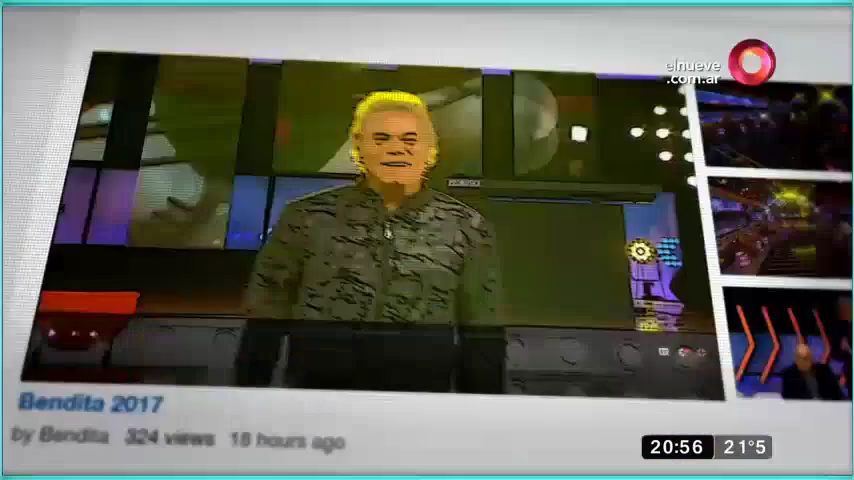 elnueve
.com.ar
Bendita 2017
by Bendita 324 views 18 hours ago
20:56 21°5